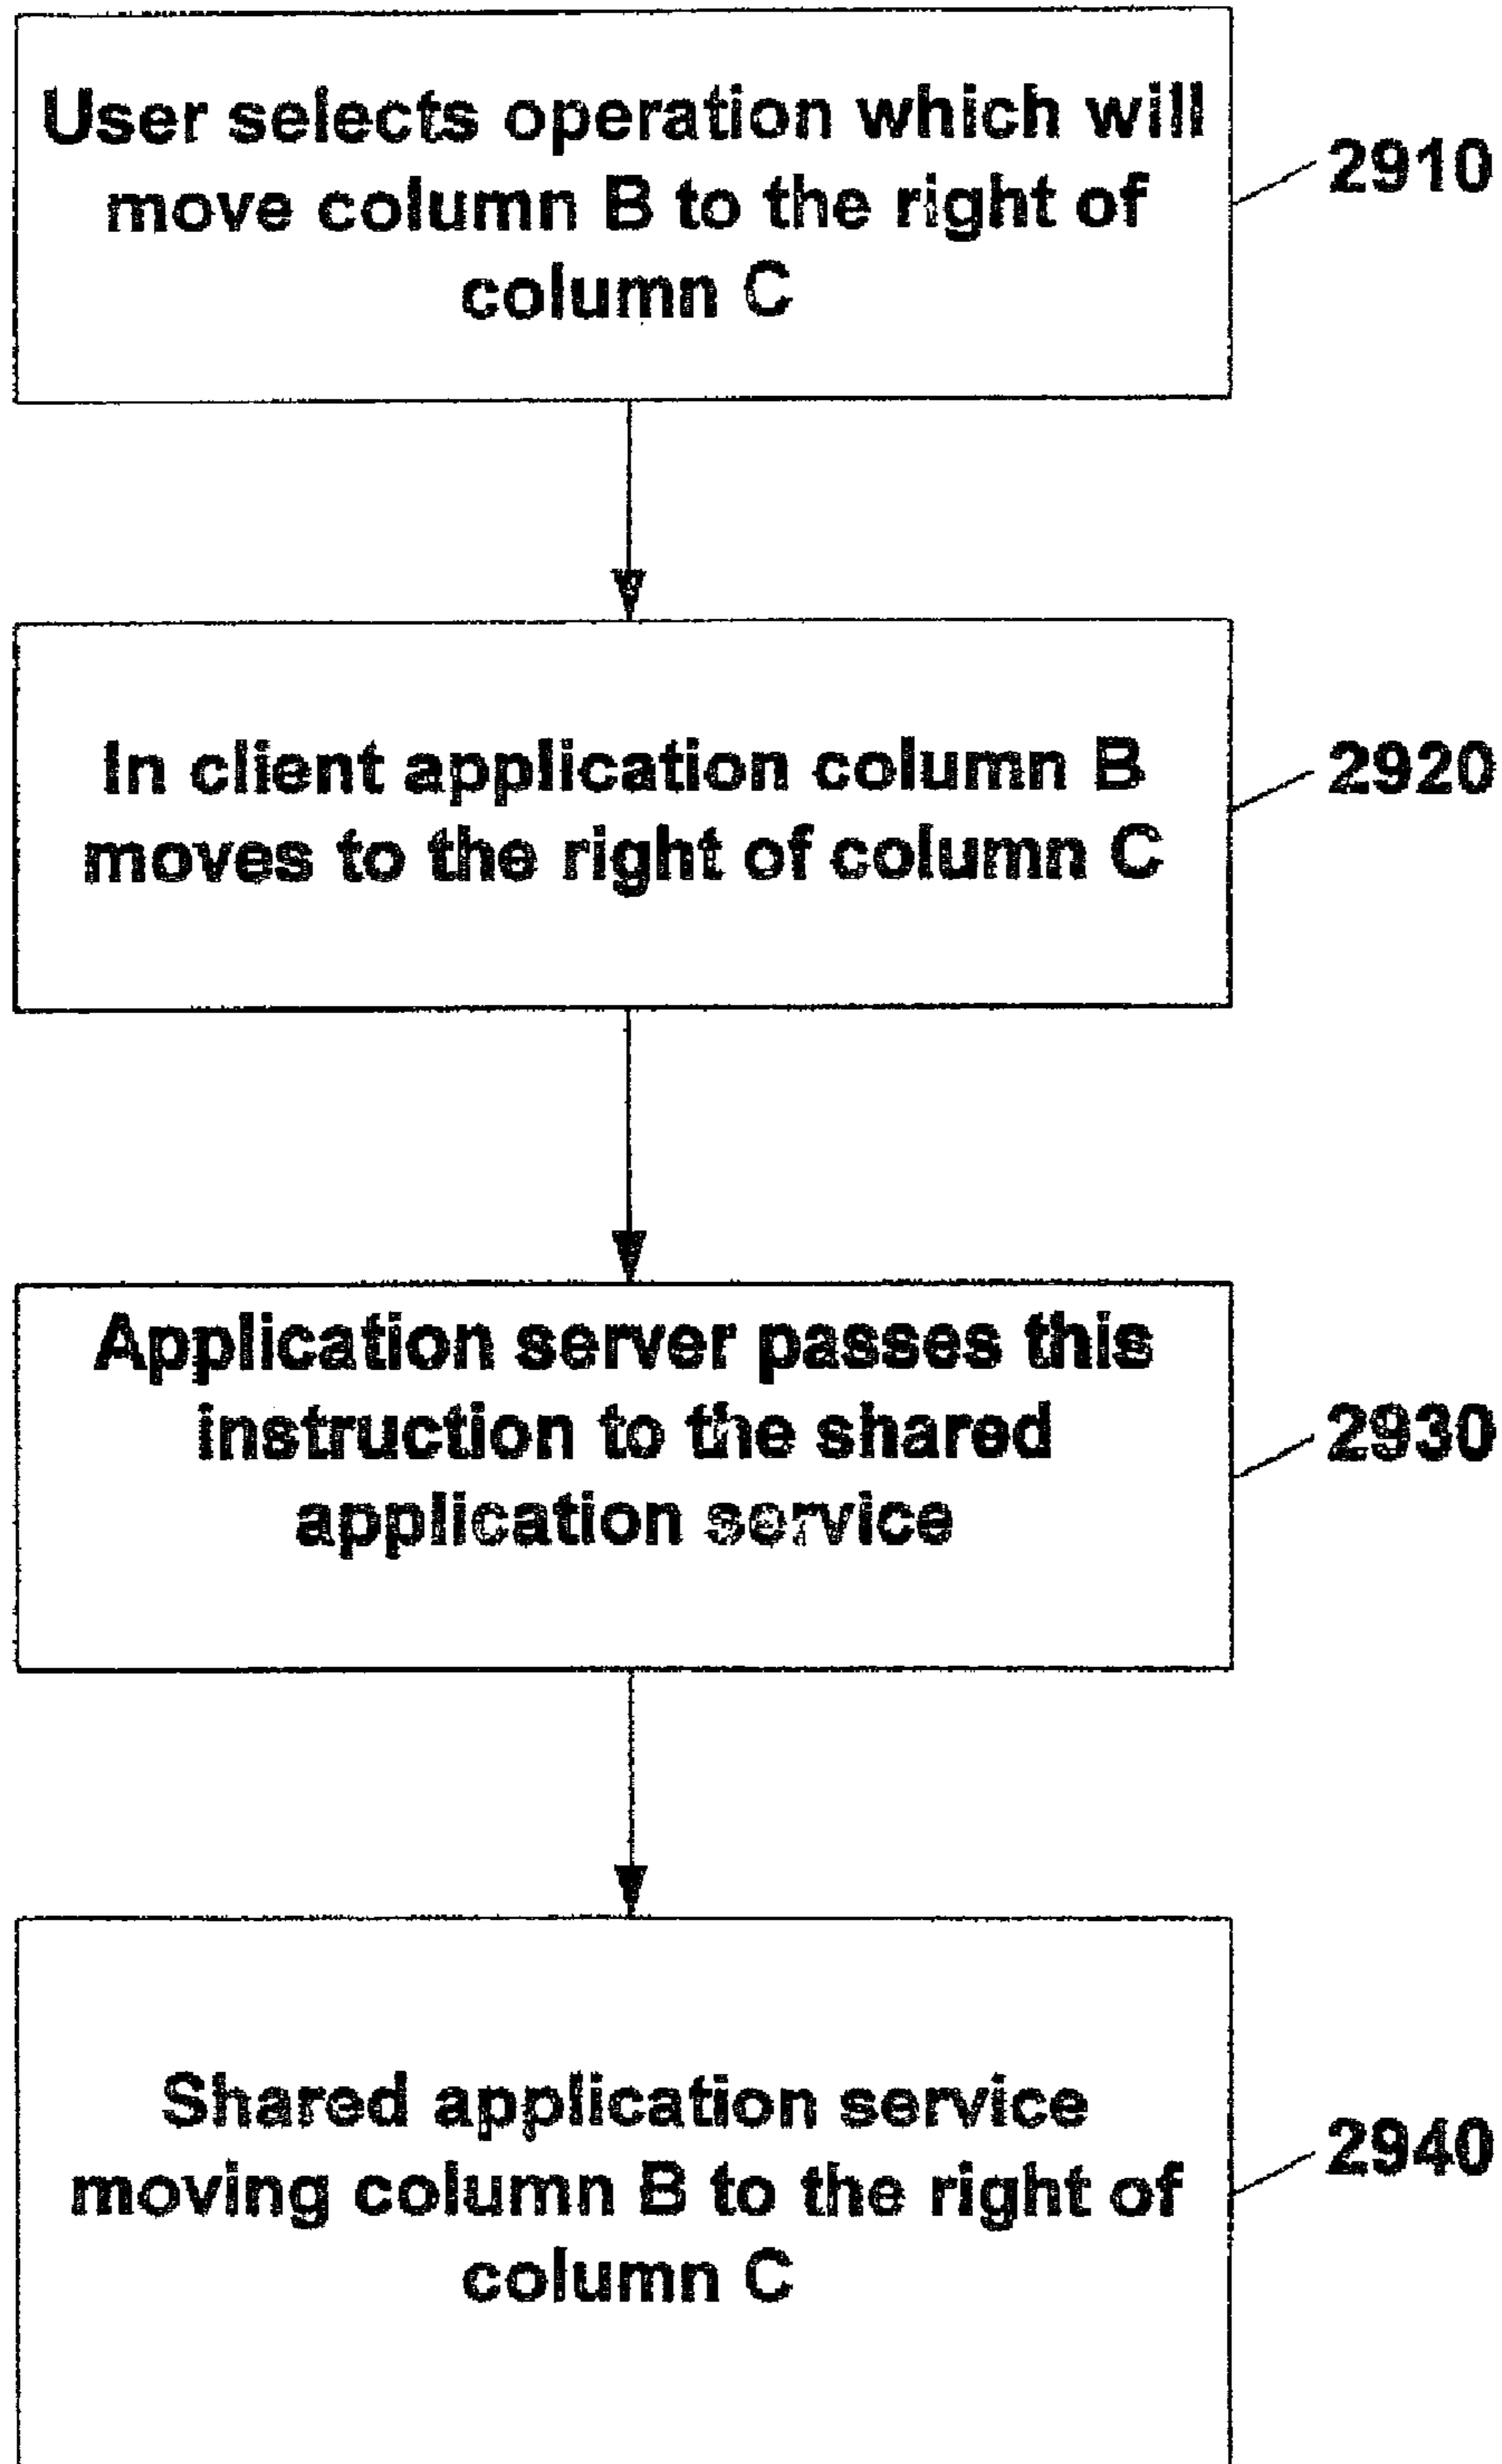 User selects operation which will
move column B to the right of
column C
2910
In client application column B
moves to the right of column C
2920
Application server passes this
instruction to the shared
application service
2930
Shared application service
moving column B to the right of
column C
2940